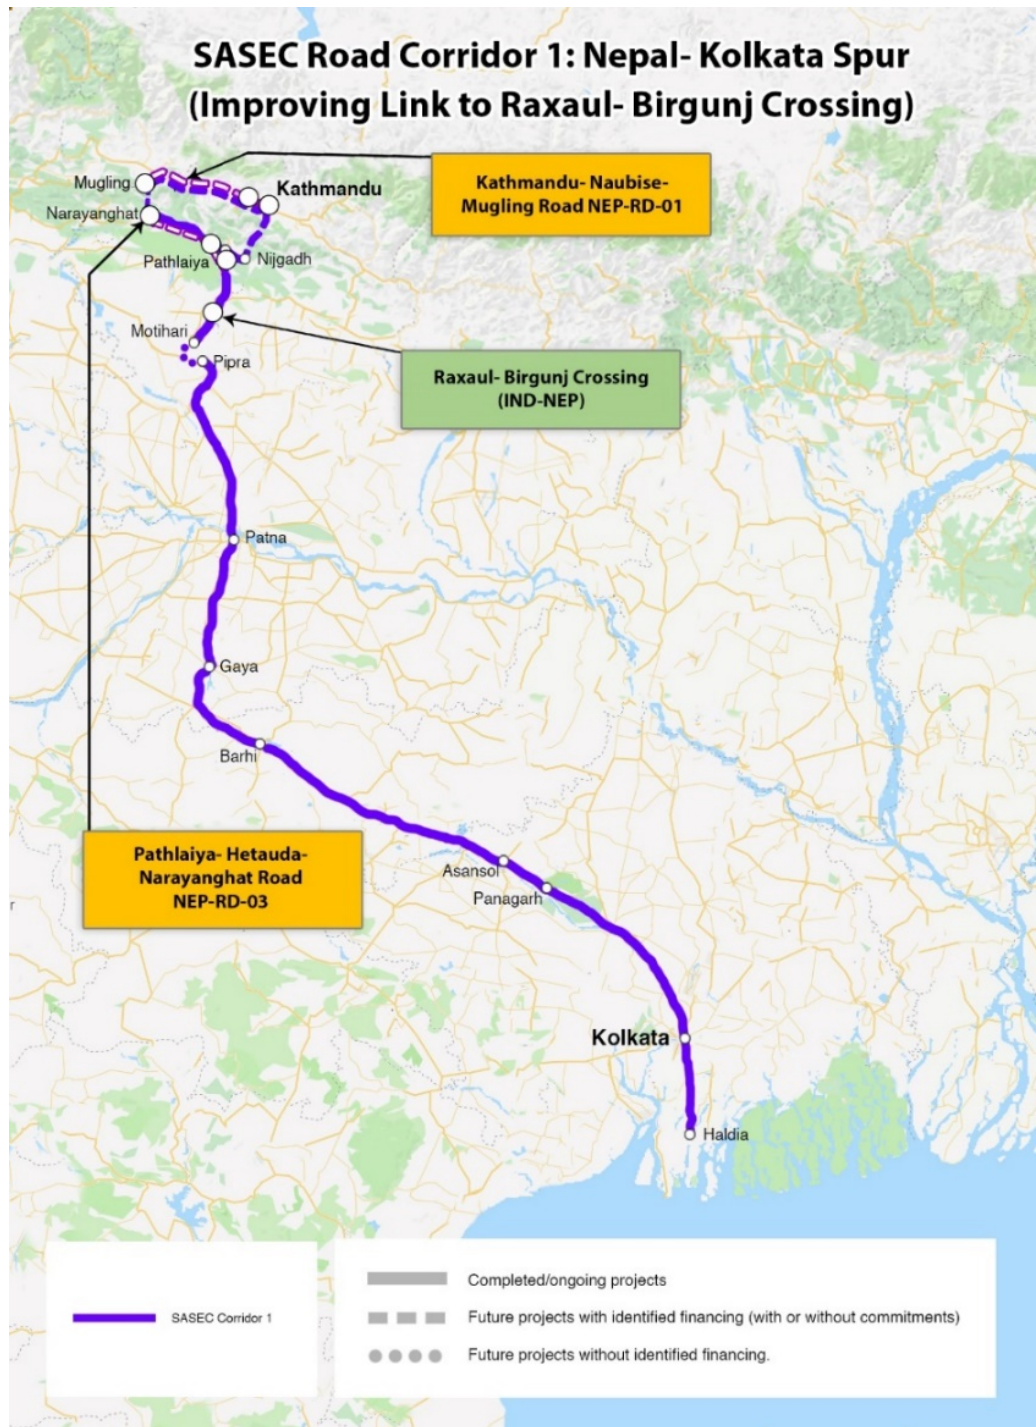 SASEC Road Corridor 1: Nepal- Kolkata Spur
(Improving Link to Raxaul- Birgunj Crossing)
Mugling
Kathmandu
Kathmandu- Naubise-
Mugling Road NEP-RD-01
Narayanghat
Pathlaiya
Nijgadh
Motihari
Pipra
Raxaul- Birgunj Crossing
(IND-NEP)
Patna
Gaya
Barhi
Pathlaiya- Hetauda-
Narayanghat Road
NEP-RD-03
Asansol
Panagarh
r
Kolkata
Haldia
SASEC Corridor 1
Completed/ongoing projects
Future projects with identified financing (with or without commitments)
Future projects without identified financing.